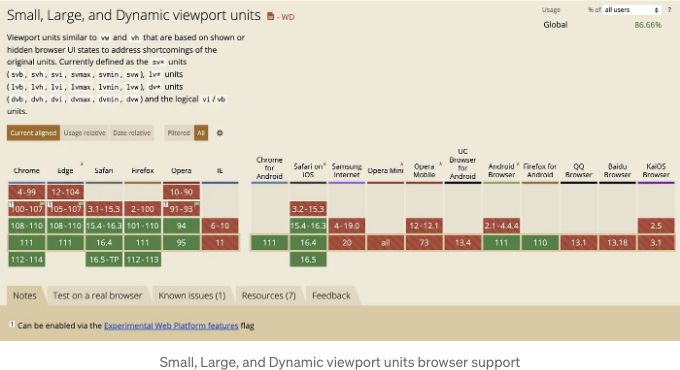 Small, Large, and Dynamic viewport units - WD
Usage % of all users ?
Global 86.66%
Viewport units similar to vw and vh that are based on shown or
hidden browser UI states to address shortcomings of the
original units. Currently defined as the sv* units
(svb, svh, svi, svmax, svmin, svw), lv* units
(lvb, lvh, lvi, lvmax, lvmin, lvw), dv* units
(dvb, dvh, dvi, dvmax, dvmin, dvw) and the logical vi/vb
units.
Current aligned Usage relative Date relative Filtered All
Chrome Edge Safari Firefox Opera IE Chrome for Android Safari on iOS Samsung Internet Opera Mini Opera Mobile UC Browser for Android Android Browser Firefox for Android QQ Browser Baidu Browser KaiOS Browser
4-99 12-104 10-90
100-107 105-107 3.1-15.3 2-100 91-93 3.2-15.3
108-110 108-110 15.4-16.3 101-110 94 6-10 15.4-16.3 4-19.0 12-12.1 2.1-4.4.4 2.5
111 111 16.4 111 95 11 111 16.4 20 all 73 13.4 111 110 13.1 13.18 3.1
112-114 16.5-TP 112-113 16.5
Notes Test on a real browser Known issues (1) Resources (7) Feedback
1 Can be enabled via the Experimental Web Platform features flag
Small, Large, and Dynamic viewport units browser support